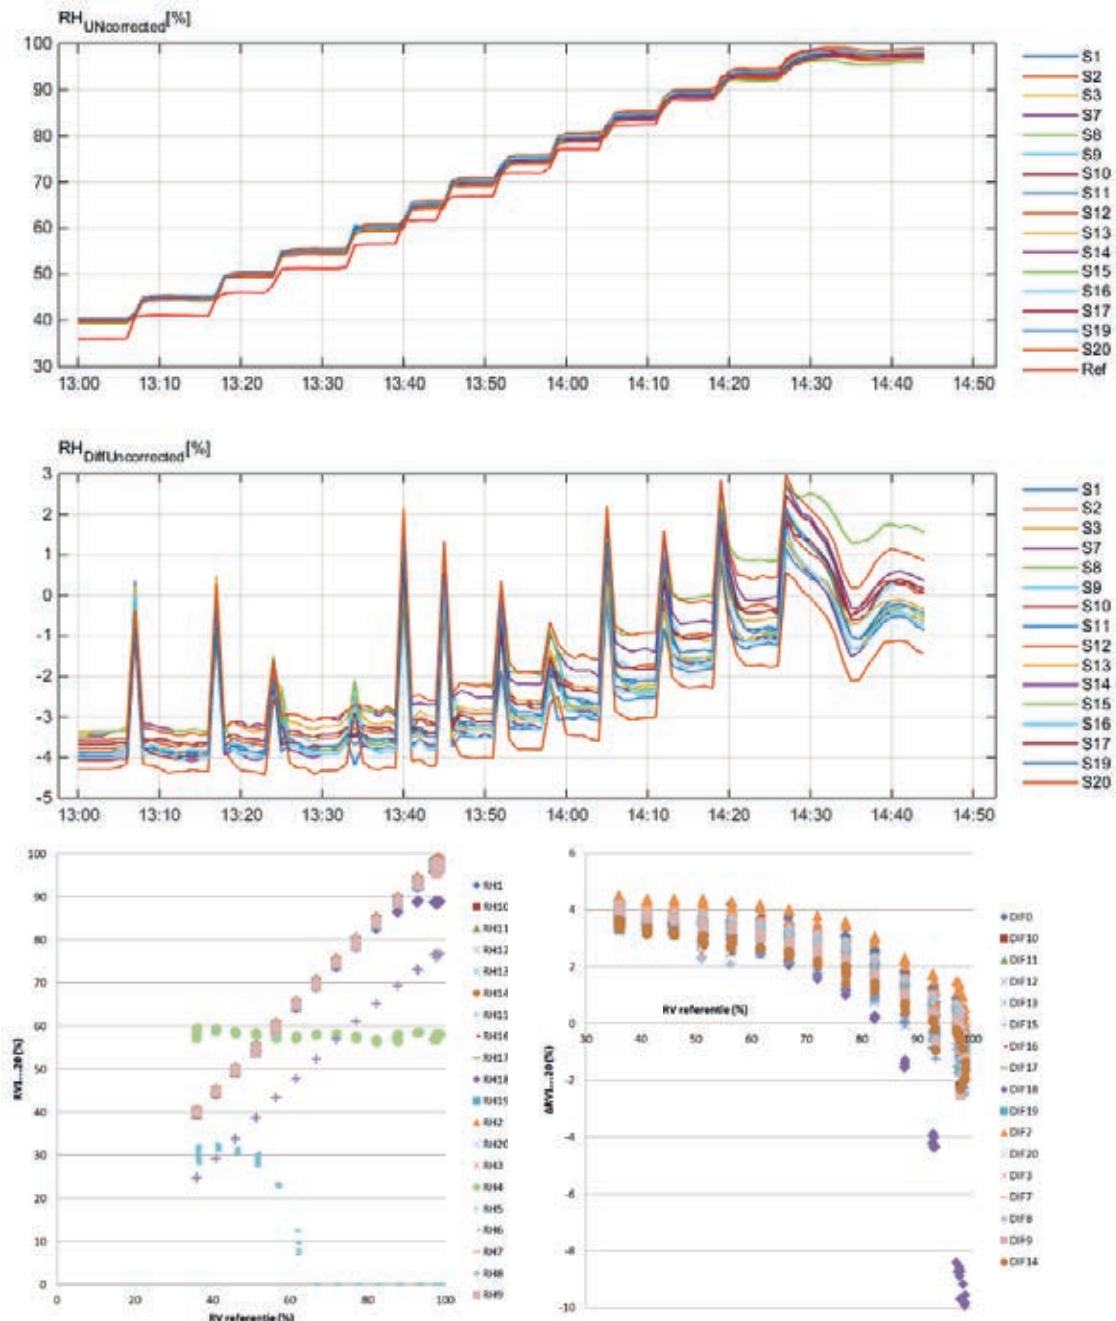 RH UNcorrected [%]
100
90
80
70
60
50
40
30
13:00 13:10 13:20 13:30 13:40 13:50 14:00 14:10 14:20 14:30 14:40 14:50
S1
S2
S3
S7
S8
S9
S10
S11
S12
S13
S14
S15
S16
S17
S19
S20
Ref
RH DiffUncorrected [%]
3
2
1
0
-1
-2
-3
-4
-5
13:00 13:10 13:20 13:30 13:40 13:50 14:00 14:10 14:20 14:30 14:40 14:50
S1
S2
S3
S7
S8
S9
S10
S11
S12
S13
S14
S15
S16
S17
S19
S20
RV1...20 (%)
100
90
80
70
60
50
40
30
20
10
0
0 20 40 60 80 100
RV referentie (%)
RH1
RH10
RH11
RH12
RH13
RH14
RH15
RH16
RH17
RH18
RH19
RH2
RH20
RH3
RH4
RH5
RH6
RH7
RH8
RH9
ΔRV1...20 (%)
6
4
2
0
-2
-4
-6
-8
-10
30 40 50 60 70 80 90 100
RV referentie (%)
DIF0
DIF10
DIF11
DIF12
DIF13
DIF15
DIF16
DIF17
DIF18
DIF19
DIF2
DIF20
DIF3
DIF7
DIF8
DIF9
DIF14